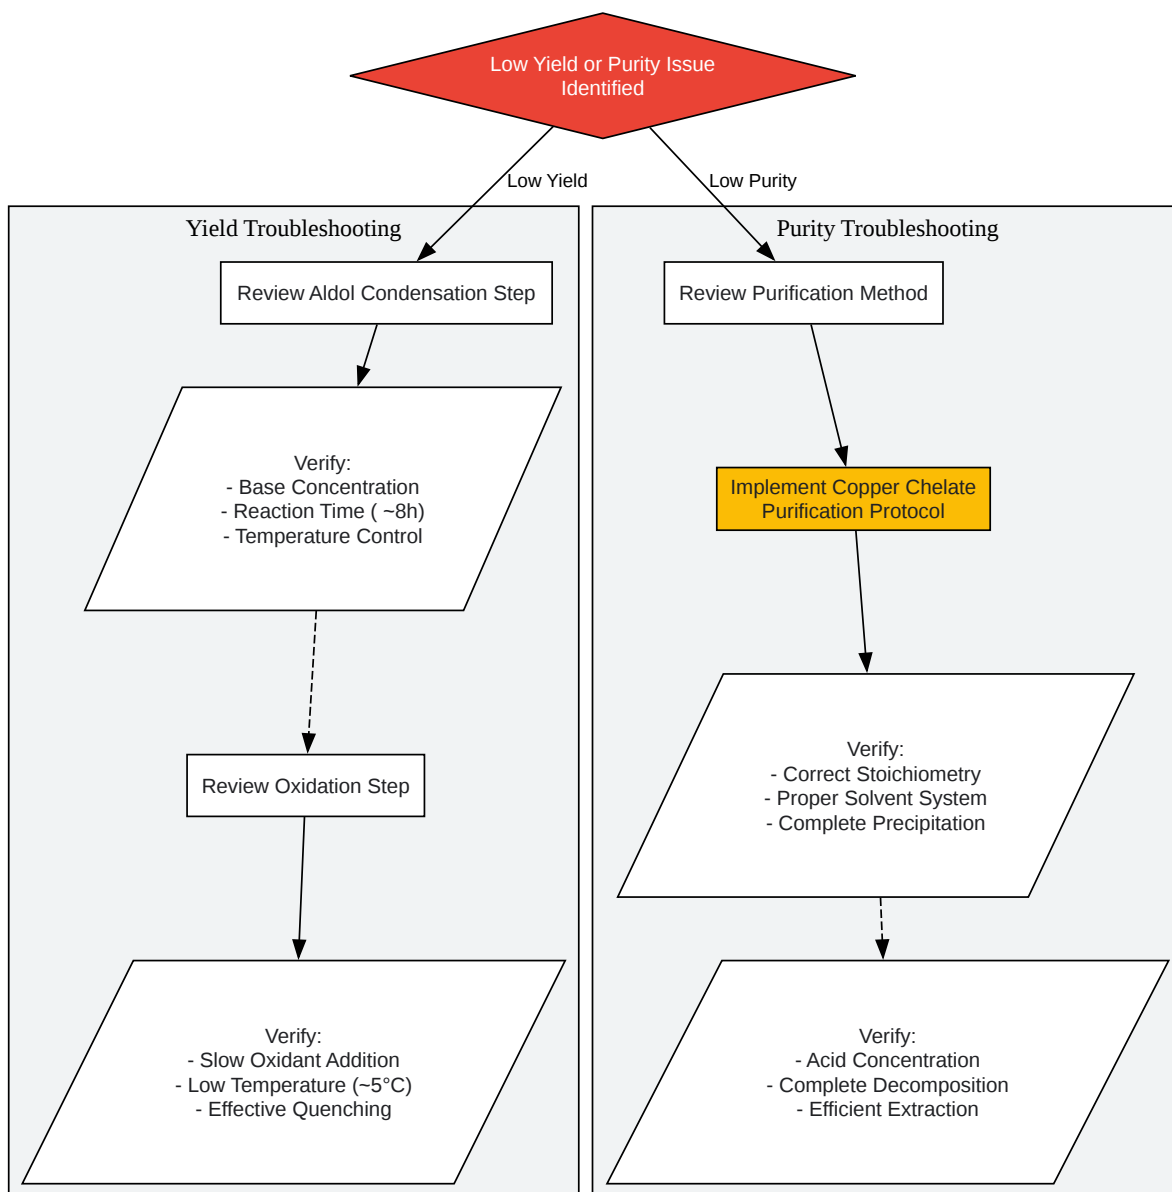 Low Yield or Purity Issue
Identified
Low Yield
Low Purity
Yield Troubleshooting
Review Aldol Condensation Step
Verify:
- Base Concentration
- Reaction Time ( ~8h)
- Temperature Control
Review Oxidation Step
Verify:
- Slow Oxidant Addition
- Low Temperature (~5°C)
- Effective Quenching
Purity Troubleshooting
Review Purification Method
Implement Copper Chelate
Purification Protocol
Verify:
- Correct Stoichiometry
- Proper Solvent System
- Complete Precipitation
Verify:
- Acid Concentration
- Complete Decomposition
- Efficient Extraction